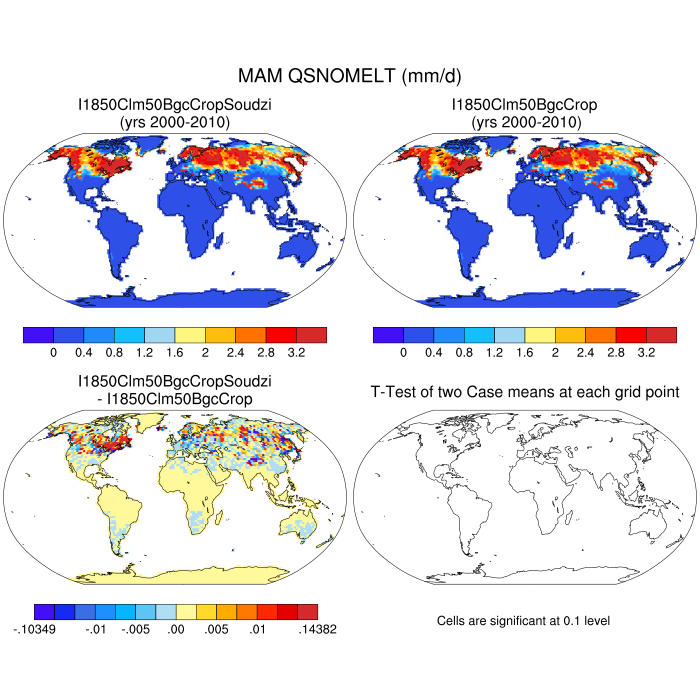 MAM QSNOMELT (mm/d)
I1850Clm50BgcCropSoudzi
(yrs 2000-2010)
I1850Clm50BgcCrop
(yrs 2000-2010)
0 0.4 0.8 1.2 1.6 2 2.4 2.8 3.2
0 0.4 0.8 1.2 1.6 2 2.4 2.8 3.2
I1850Clm50BgcCropSoudzi
- I1850Clm50BgcCrop
T-Test of two Case means at each grid point
-.10349 -.01 -.005 .00 .005 .01 .14382
Cells are significant at 0.1 level